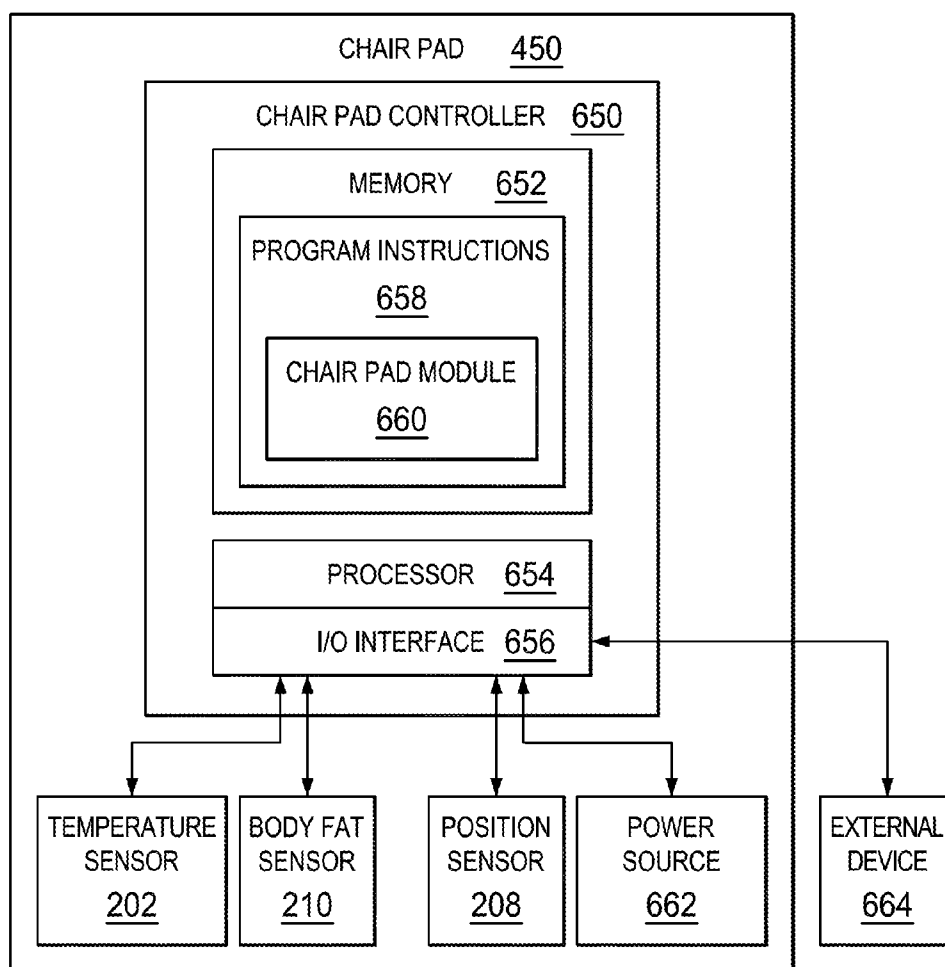 CHAIR PAD 450
CHAIR PAD CONTROLLER 650
MEMORY 652
PROGRAM INSTRUCTIONS
658
CHAIR PAD MODULE
660
PROCESSOR 654
I/O INTERFACE 656
TEMPERATURE
SENSOR
202
BODY FAT
SENSOR
210
POSITION
SENSOR
208
POWER
SOURCE
662
EXTERNAL
DEVICE
664